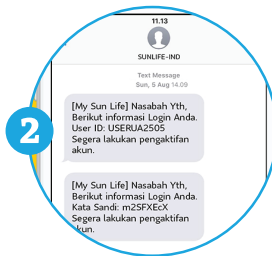 11.13
SUNLIFE-IND
Text Message
Sun, 5 Aug 14.09
[My Sun Life] Nasabah Yth,
Berikut informasi Login Anda.
User ID: USERUA2505
Segera lakukan pengaktifan
akun.
2
[My Sun Life] Nasabah Yth,
Berikut informasi Login Anda.
Kata Sandi: m2SFXEcX
Segera lakukan pengaktifan
akun.